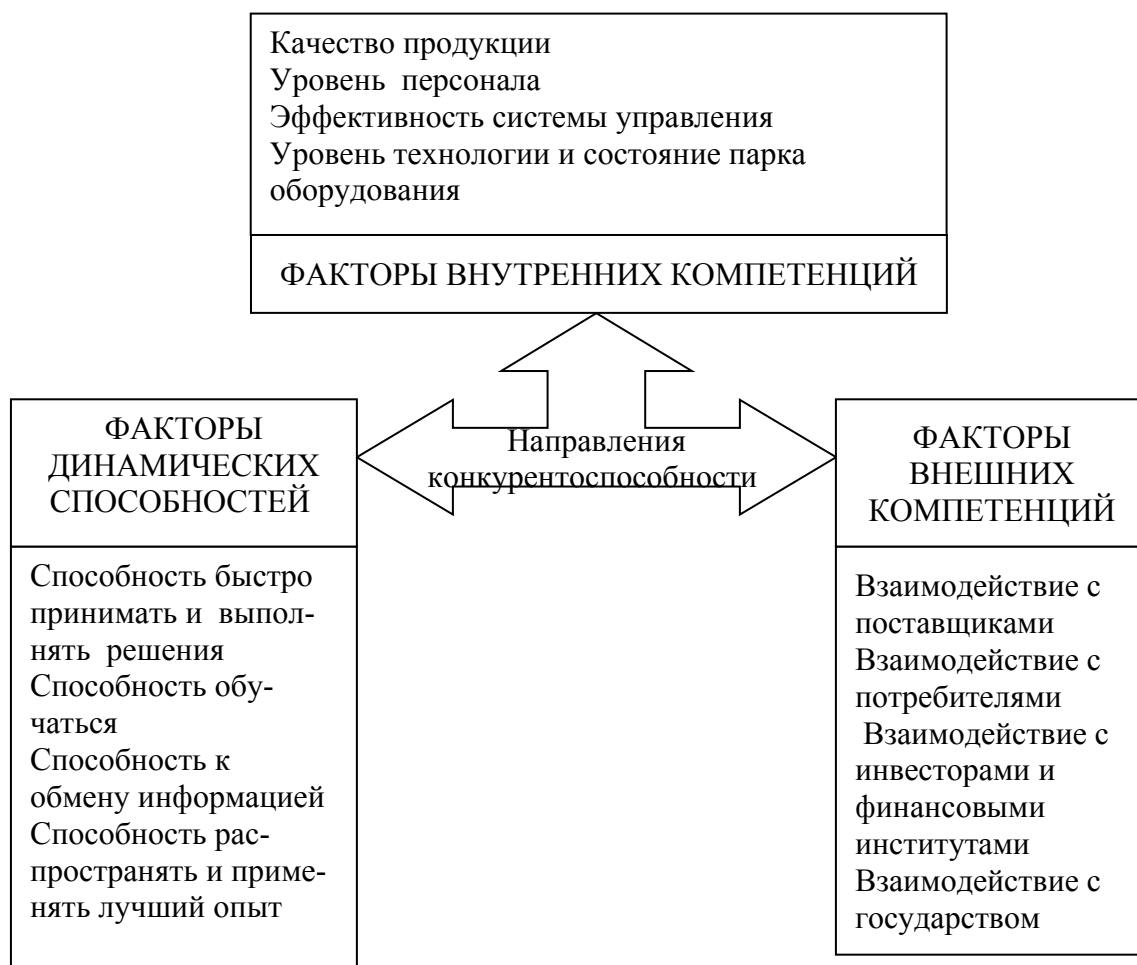 Качество продукции
Уровень персонала
Эффективность системы управления
Уровень технологии и состояние парка
оборудования
ФАКТОРЫ ВНУТРЕННИХ КОМПЕТЕНЦИЙ
Направления
конкурентоспособности
ФАКТОРЫ
ДИНАМИЧЕСКИХ
СПОСОБНОСТЕЙ
Способность быстро
принимать и выпол-
нять решения
Способность обу-
чаться
Способность к
обмену информацией
Способность рас-
пространять и приме-
нять лучший опыт
ФАКТОРЫ
ВНЕШНИХ
КОМПЕТЕНЦИЙ
Взаимодействие с
поставщиками
Взаимодействие с
потребителями
Взаимодействие с
инвесторами и
финансовыми
институтами
Взаимодействие с
государством